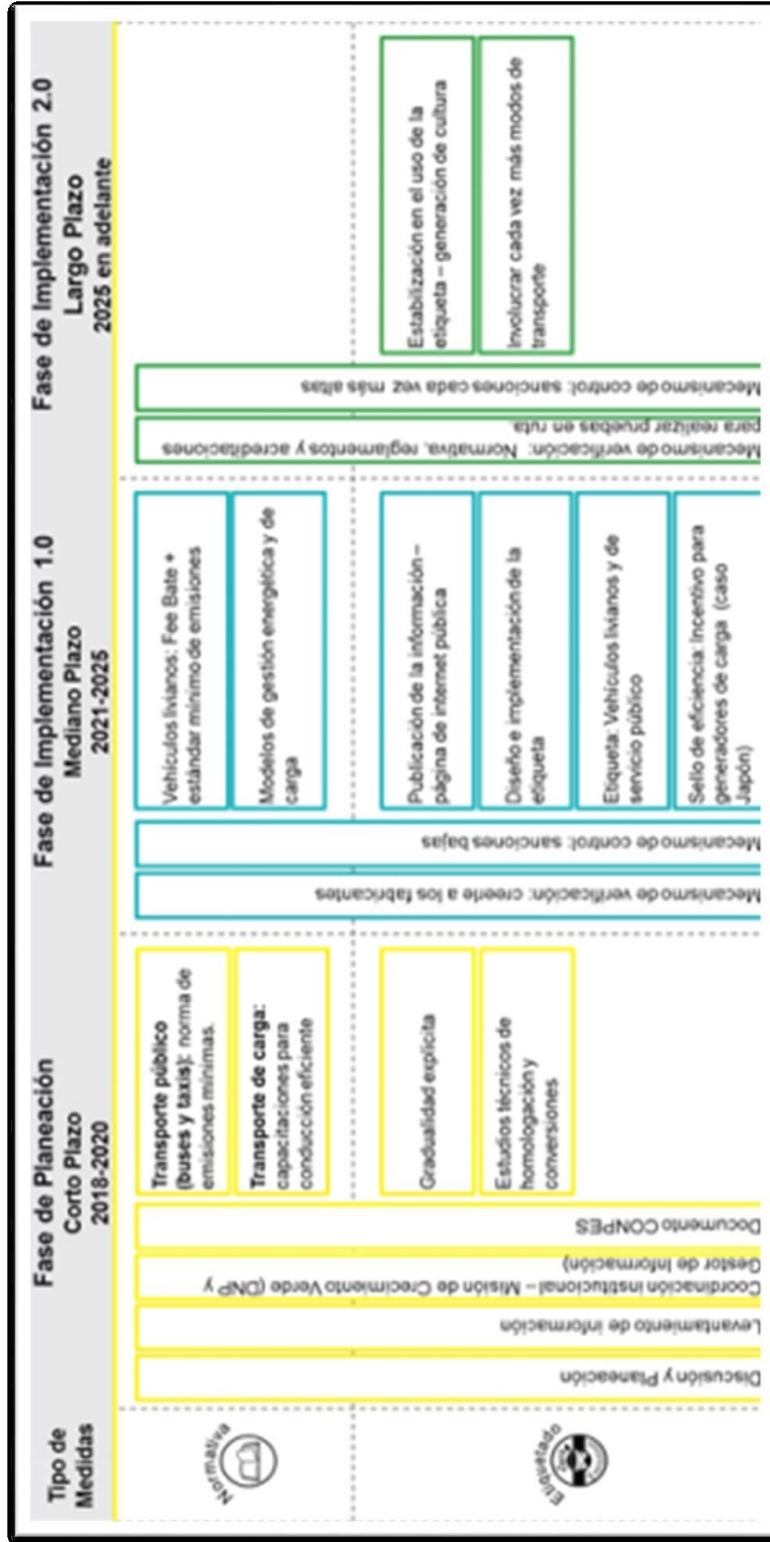 Tipo de
Medidas
Fase de Planeación
Corto Plazo
2018-2020
Fase de Implementación 1.0
Mediano Plazo
2021-2025
Fase de Implementación 2.0
Largo Plazo
2025 en adelante
Normativa
Etiquetado
Discusión y Planeación
Levantamiento de información
Coordinación institucional – Misión de Crecimiento Verde (DNP y
Gestor de Información)
Documento CONPES
Transporte público
(buses y taxis): norma de
emisiones mínimas.
Transporte de carga:
capacitaciones para
conducción eficiente
Gradualidad explícita
Estudios técnicos de
homologación y
conversiones
Mecanismo de verificación: creerle a los fabricantes
Mecanismo de control: sanciones bajas
Vehículos livianos: Fee Bate +
estándar mínimo de emisiones
Modelos de gestión energética y de
carga
Publicación de la información –
página de internet pública
Diseño e implementación de la
etiqueta
Etiqueta: Vehículos livianos y de
servicio público
Sello de eficiencia: Incentivo para
generadores de carga (caso
Japón)
Mecanismo de verificación: Normativa, reglamentos y acreditaciones
para realizar pruebas en ruta.
Mecanismo de control: sanciones cada vez más altas
Estabilización en el uso de la
etiqueta – generación de cultura
Involucrar cada vez más modos de
transporte